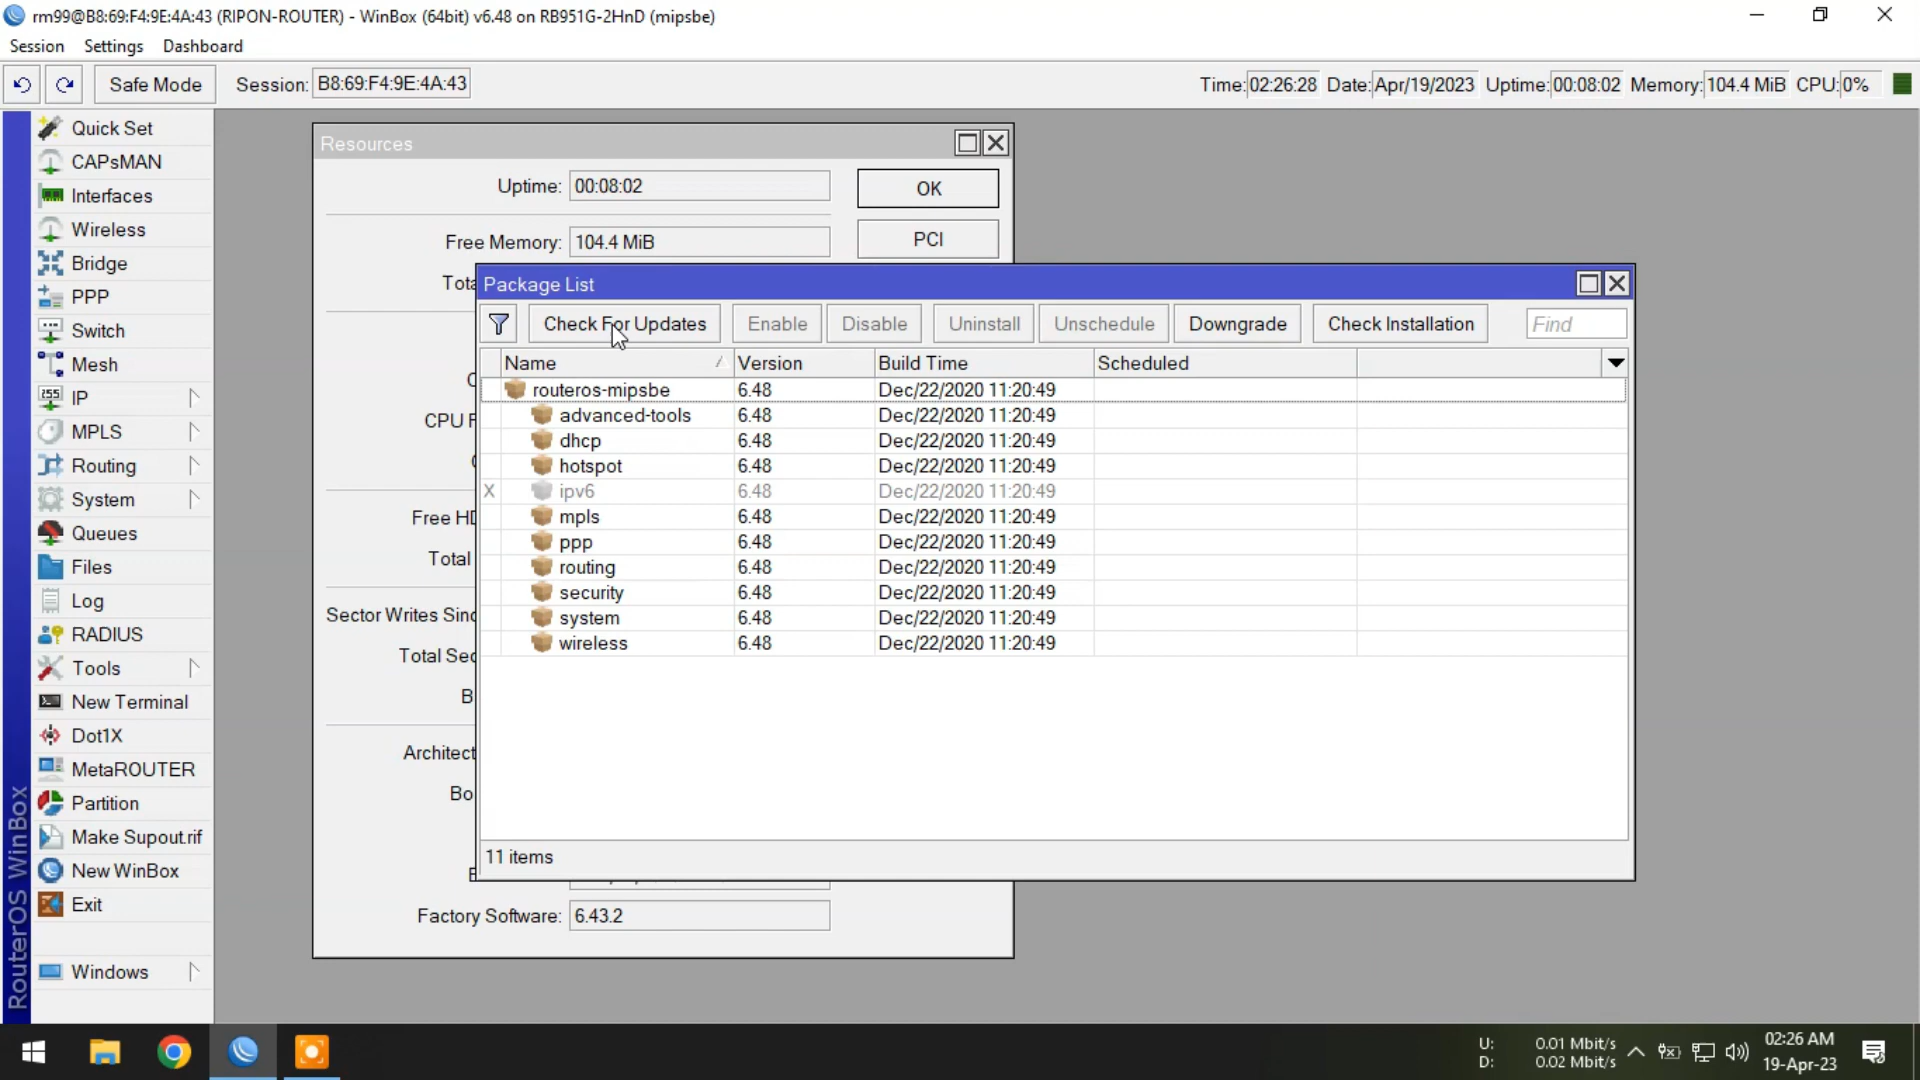 rm99@B8:69:F4:9E:4A:43 (RIPON-ROUTER) - WinBox (64bit) v6.48 on RB951G-2HnD (mipsbe)
Session Settings Dashboard
Safe Mode Session: B8:69:F4:9E:4A:43 Time: 02:26:28 Date: Apr/19/2023 Uptime: 00:08:02 Memory: 104.4 MiB CPU: 0%
Quick Set
CAPsMAN
Interfaces
Wireless
Bridge
PPP
Switch
Mesh
IP
MPLS
Routing
System
Queues
Files
Log
RADIUS
Tools
New Terminal
Dot1X
MetaROUTER
Partition
Make Supout.rif
New WinBox
Exit
Windows
RouterOS WinBox
Resources
Uptime: 00:08:02 OK
Free Memory: 104.4 MiB PCI
Tota
CPU F
Free HD
Total
Sector Writes Sinc
Total Sec
B
Architect
Bo
Factory Software: 6.43.2
Package List
Check For Updates Enable Disable Uninstall Unschedule Downgrade Check Installation Find
Name Version Build Time Scheduled
routeros-mipsbe 6.48 Dec/22/2020 11:20:49
advanced-tools 6.48 Dec/22/2020 11:20:49
dhcp 6.48 Dec/22/2020 11:20:49
hotspot 6.48 Dec/22/2020 11:20:49
X ipv6 6.48 Dec/22/2020 11:20:49
mpls 6.48 Dec/22/2020 11:20:49
ppp 6.48 Dec/22/2020 11:20:49
routing 6.48 Dec/22/2020 11:20:49
security 6.48 Dec/22/2020 11:20:49
system 6.48 Dec/22/2020 11:20:49
wireless 6.48 Dec/22/2020 11:20:49
11 items
U: 0.01 Mbit/s
D: 0.02 Mbit/s
02:26 AM
19-Apr-23